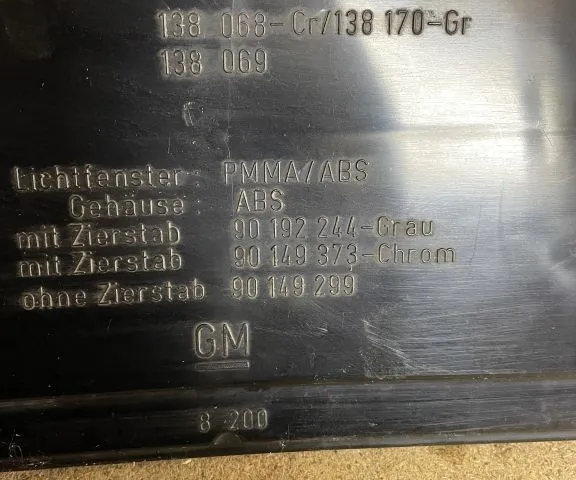 138 068-Cr/138 170-Gr
138 069
Lichtfenster: PMMA/ABS
Gehäuse: ABS
mit Zierstab 90 192 244-Grau
mit Zierstab 90 149 373-Chrom
ohne Zierstab 90 149 299
GM
8-200